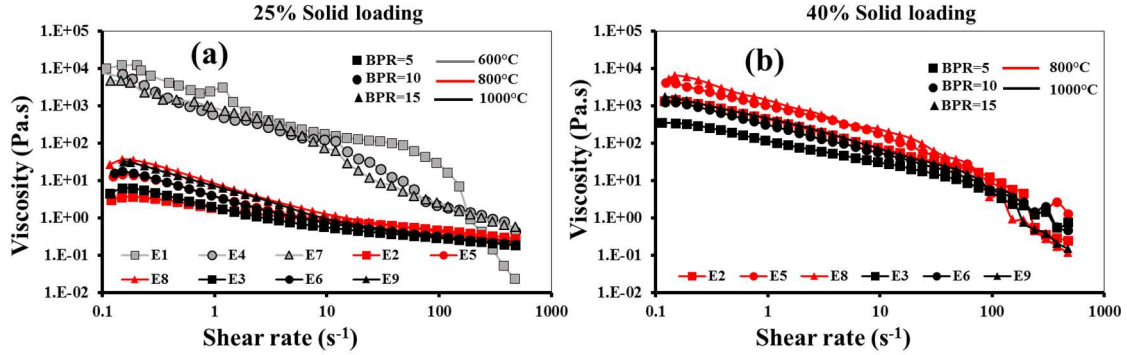 25% Solid loading
1.E+05
1.E+04
1.E+03
1.E+02
1.E+01
1.E+00
1.E-01
1.E-02
Viscosity (Pa.s)
(a)
BPR=5
BPR=10
BPR=15
600°C
800°C
1000°C
E1
E4
E7
E2
E5
E8
E3
E6
E9
0.1
1
10
100
1000
Shear rate (s-1)
40% Solid loading
1.E+05
1.E+04
1.E+03
1.E+02
1.E+01
1.E+00
1.E-01
1.E-02
Viscosity (Pa.s)
(b)
BPR=5
BPR=10
BPR=15
800°C
1000°C
E2
E5
E8
E3
E6
E9
0.1
1
10
100
1000
Shear rate (s-1)